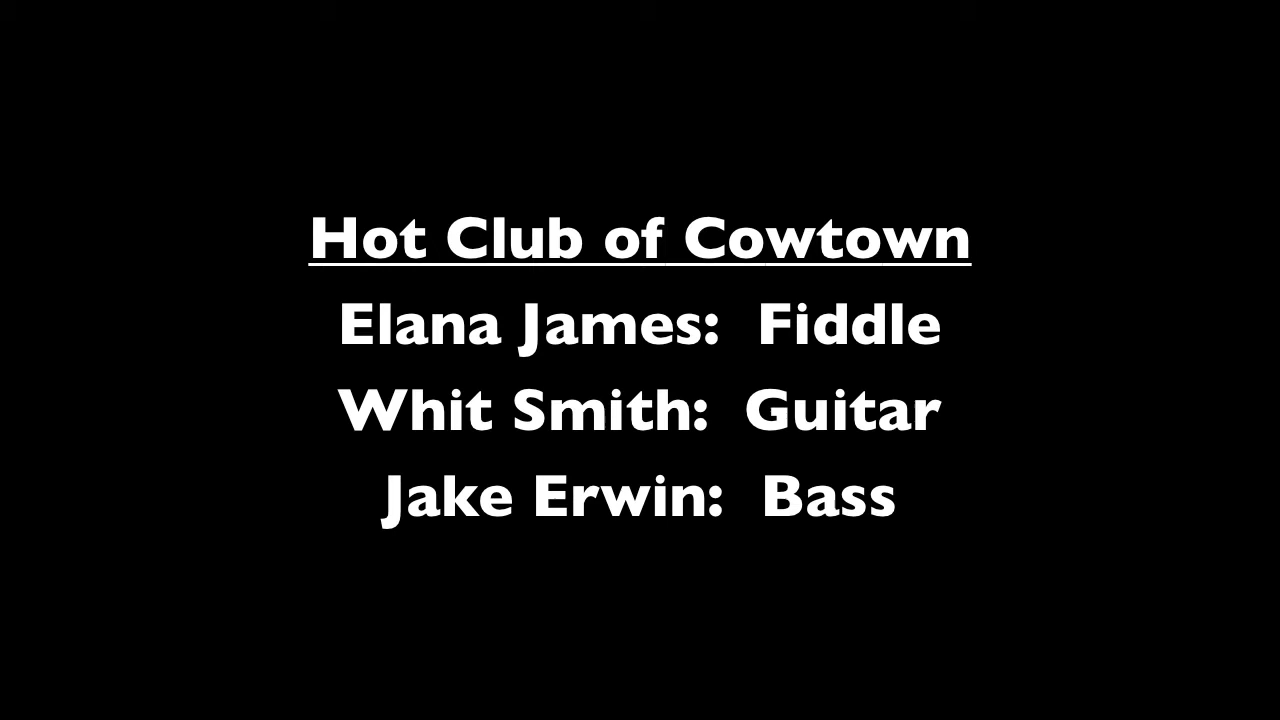 Hot Club of Cowtown
Elana James:  Fiddle
Whit Smith:  Guitar
Jake Erwin:  Bass